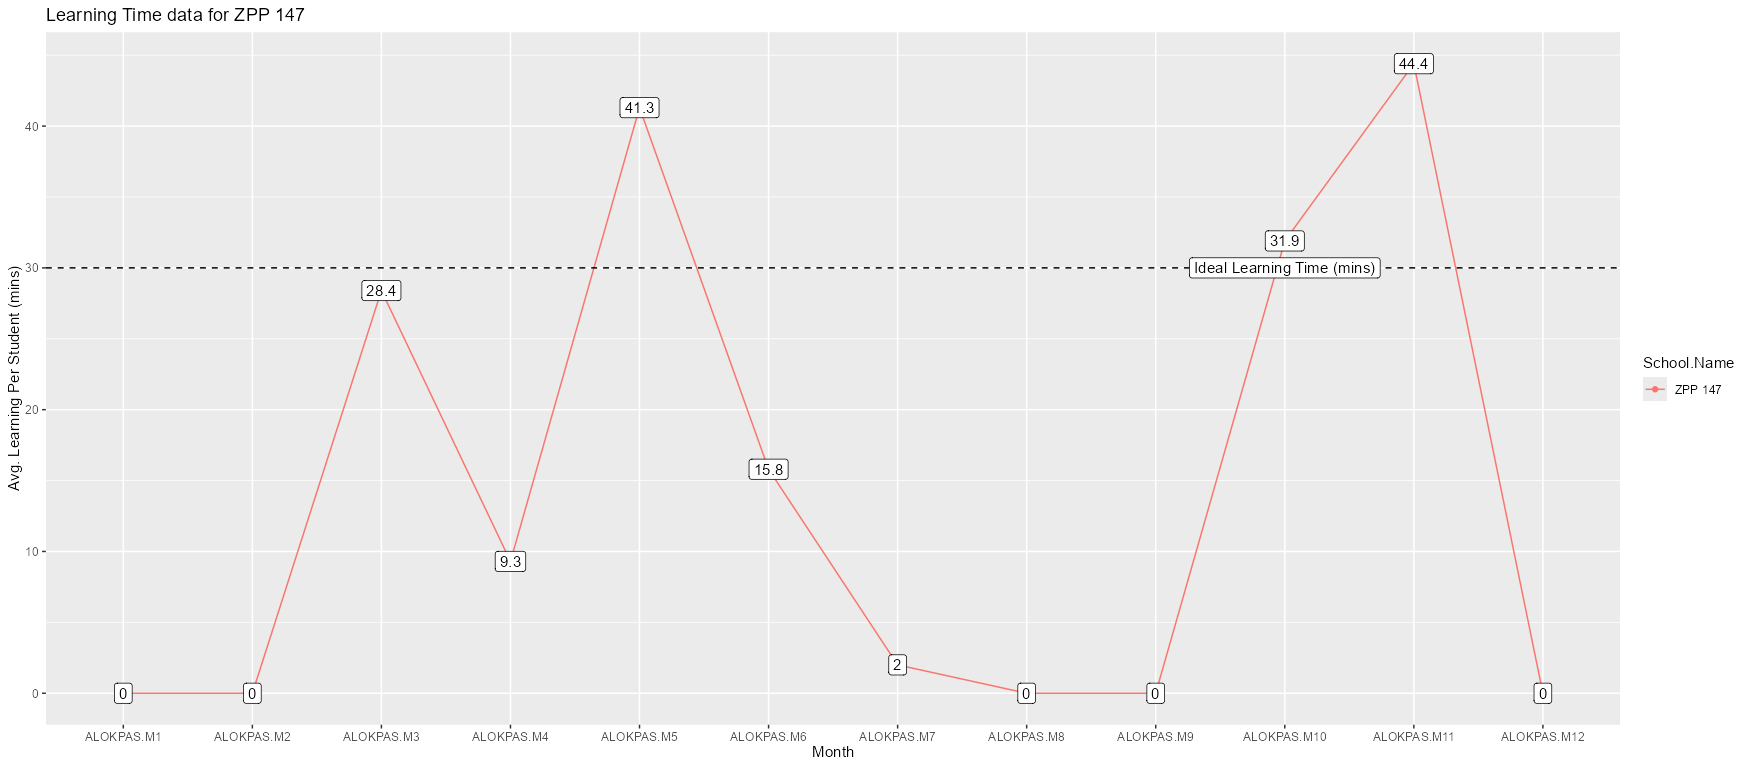 Learning Time data for ZPP 147
44.4
41.3
40
31.9
30
Ideal Learning Time (mins)
28.4
Avg. Learning Per Student (mins)
School.Name
ZPP 147
20
15.8
10
9.3
2
0
0 0 0 0 0
ALOKPAS.M1 ALOKPAS.M2 ALOKPAS.M3 ALOKPAS.M4 ALOKPAS.M5 ALOKPAS.M6 ALOKPAS.M7 ALOKPAS.M8 ALOKPAS.M9 ALOKPAS.M10 ALOKPAS.M11 ALOKPAS.M12
Month